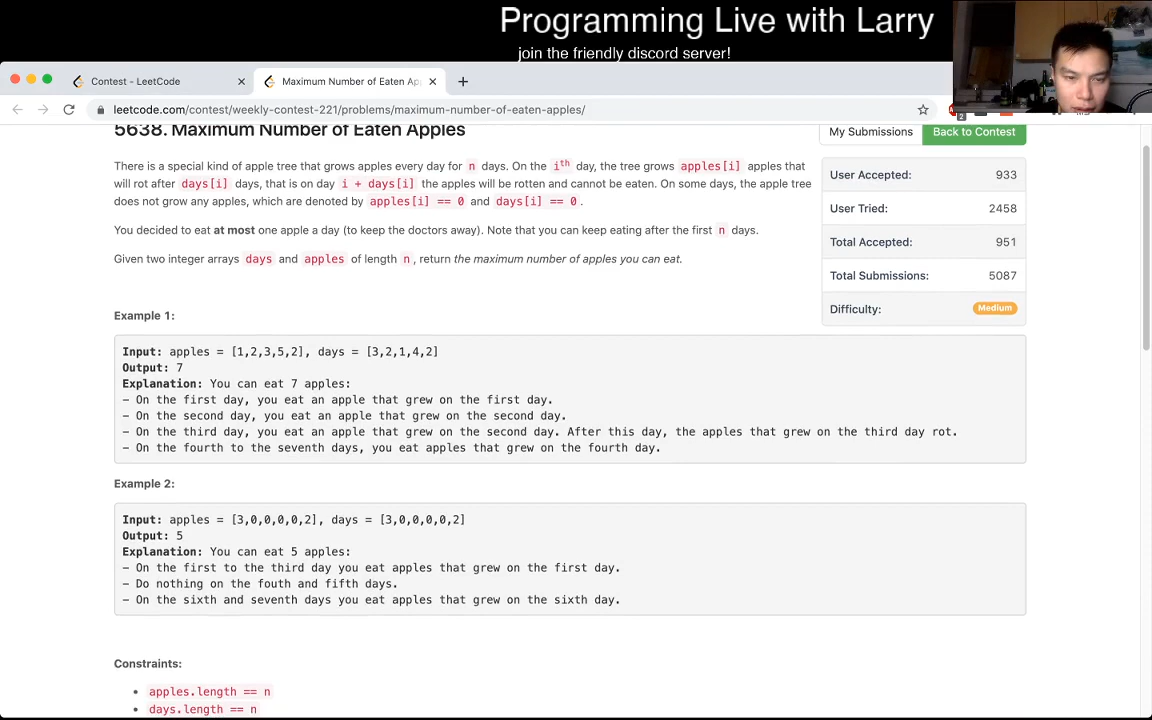 Programming Live with Larry
join the friendly discord server!
Contest - LeetCode
Maximum Number of Eaten Ap
leetcode.com/contest/weekly-contest-221/problems/maximum-number-of-eaten-apples/
2
5638. Maximum Number of Eaten Apples
My Submissions
Back to Contest
There is a special kind of apple tree that grows apples every day for n days. On the ith day, the tree grows apples[i] apples that
will rot after days[i] days, that is on day i + days[i] the apples will be rotten and cannot be eaten. On some days, the apple tree
does not grow any apples, which are denoted by apples[i] == 0 and days[i] == 0.
You decided to eat at most one apple a day (to keep the doctors away). Note that you can keep eating after the first n days.
Given two integer arrays days and apples of length n, return the maximum number of apples you can eat.
User Accepted: 933
User Tried: 2458
Total Accepted: 951
Total Submissions: 5087
Difficulty: Medium
Example 1:
Input: apples = [1,2,3,5,2], days = [3,2,1,4,2]
Output: 7
Explanation: You can eat 7 apples:
- On the first day, you eat an apple that grew on the first day.
- On the second day, you eat an apple that grew on the second day.
- On the third day, you eat an apple that grew on the second day. After this day, the apples that grew on the third day rot.
- On the fourth to the seventh days, you eat apples that grew on the fourth day.
Example 2:
Input: apples = [3,0,0,0,0,2], days = [3,0,0,0,0,2]
Output: 5
Explanation: You can eat 5 apples:
- On the first to the third day you eat apples that grew on the first day.
- Do nothing on the fouth and fifth days.
- On the sixth and seventh days you eat apples that grew on the sixth day.
Constraints:
• apples.length == n
• days.length == n